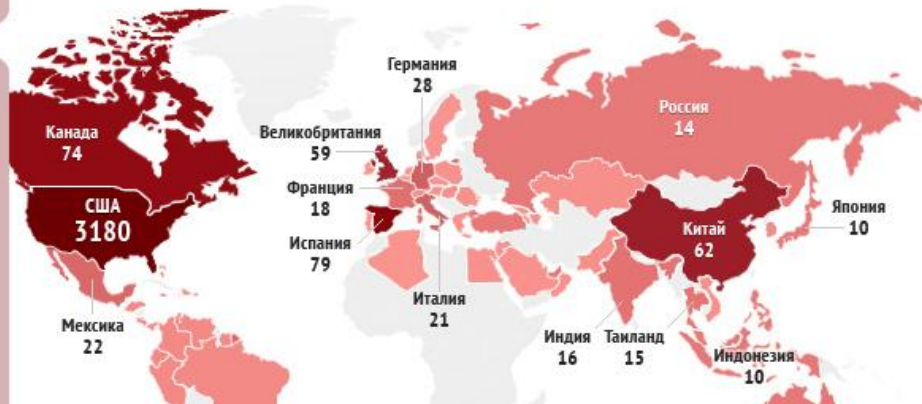 Германия
28
Россия
14
Канада
74
Великобритания
59
Франция
18
США
3180
Япония
10
Китай
62
Испания
79
Италия
21
Мексика
22
Индия
16
Таиланд
15
Индонезия
10